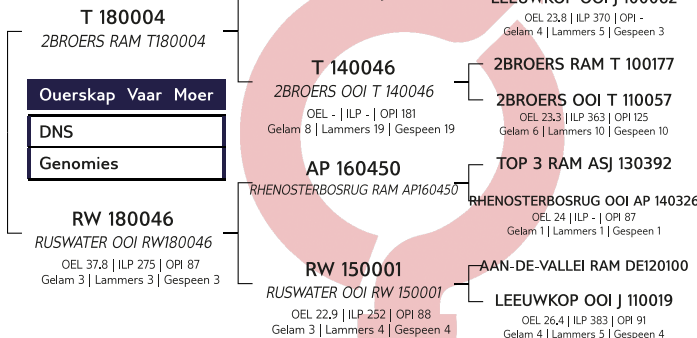 T 180004
2BROERS RAM T180004
Ouerskap Vaar Moer
DNS
Genomies
RW 180046
RUSWATER OOI RW180046
OEL 37.8 | ILP 275 | OPI 87
Gelam 3 | Lammers 3 | Gespeen 3
T 140046
2BROERS OOI T 140046
OEL - | ILP - | OPI 181
Gelam 8 | Lammers 19 | Gespeen 19
AP 160450
RHENOSTERBOSRUG RAM AP160450
RW 150001
RUSWATER OOI RW 150001
OEL 22.9 | ILP 252 | OPI 88
Gelam 3 | Lammers 4 | Gespeen 4
OEL 23.8 | ILP 370 | OPI -
Gelam 4 | Lammers 5 | Gespeen 3
2BROERS RAM T 100177
2BROERS OOI T 110057
OEL 23.3 | ILP 363 | OPI 125
Gelam 6 | Lammers 10 | Gespeen 10
TOP 3 RAM ASJ 130392
RHENOSTERBOSRUG OOI AP 140326
OEL 24 | ILP - | OPI 87
Gelam 1 | Lammers 1 | Gespeen 1
AAN-DE-VALLEI RAM DE120100
LEEUWKOP OOI J 110019
OEL 26.4 | ILP 383 | OPI 91
Gelam 4 | Lammers 5 | Gespeen 4